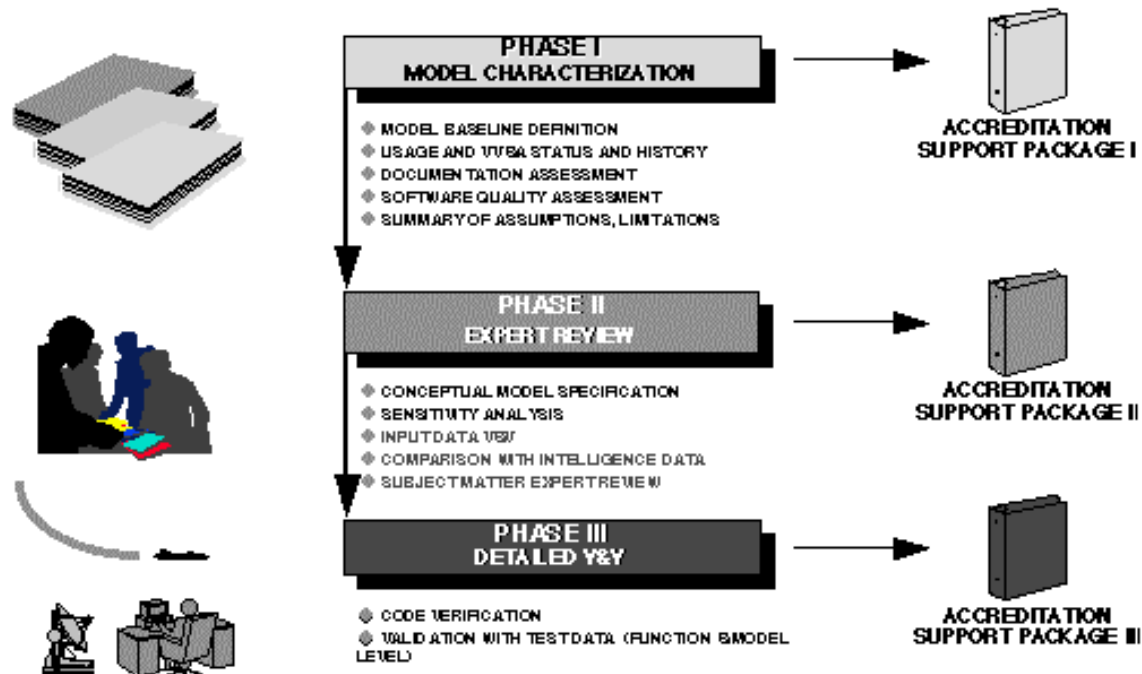 PHASE I
MODEL CHARACTERIZATION
ACCREDITATION
SUPPORT PACKAGE I
MODEL BASELINE DEFINITION
USAGE AND VV&A STATUS AND HISTORY
DOCUMENTATION ASSESSMENT
SOFTWARE QUALITY ASSESSMENT
SUMMARY OF ASSUMPTIONS, LIMITATIONS
PHASE II
EXPERT REVIEW
ACCREDITATION
SUPPORT PACKAGE II
CONCEPTUAL MODEL SPECIFICATION
SENSITIVITY ANALYSIS
INPUT DATA V&V
COMPARISON WITH INTELLIGENCE DATA
SUBJECT MATTER EXPERT REVIEW
PHASE III
DETAILED V&V
ACCREDITATION
SUPPORT PACKAGE III
CODE VERIFICATION
VALIDATION WITH TEST DATA (FUNCTION & MODEL
LEVEL)